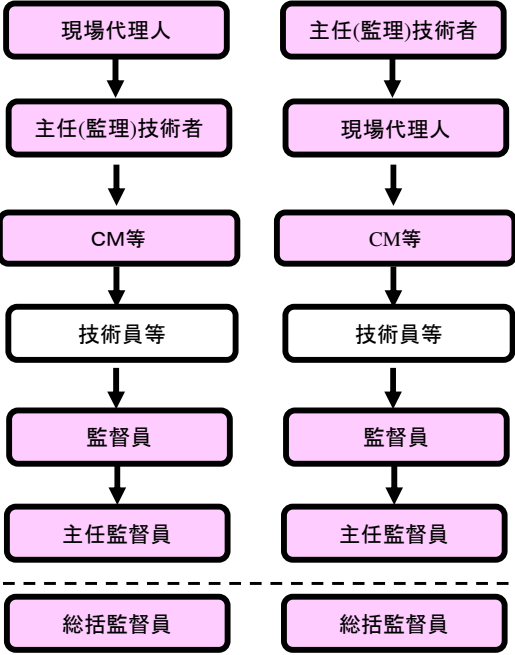 現場代理人
主任(監理)技術者
CM等
技術員等
監督員
主任監督員
総括監督員
主任(監理)技術者
現場代理人
CM等
技術員等
監督員
主任監督員
総括監督員